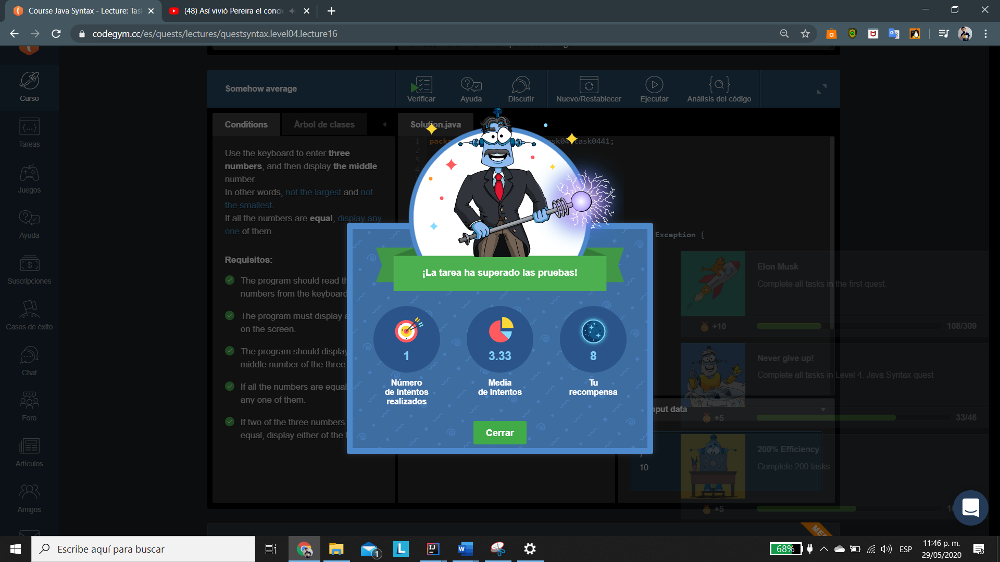 Course Java Syntax - Lecture: Tas
(48) Así vivió Pereira el concie
codegym.cc/es/quests/lectures/questsyntax.level04.lecture16
Curso
Tareas
Juegos
Ayuda
Suscripciones
Casos de éxito
Chat
Foro
Artículos
Amigos
Somehow average
Verificar
Ayuda
Discutir
Nuevo/Restablecer
Ejecutar
Análisis del código
Conditions
Árbol de clases
Solution.java
Use the keyboard to enter three
numbers, and then display the middle
number.
In other words, not the largest and not
the smallest.
If all the numbers are equal, display any
one of them.
Requisitos:
The program should read th
numbers from the keyboard
The program must display a
on the screen.
The program should display
middle number of the three
If all the numbers are equal
any one of them.
If two of the three numbers
equal, display either of the
1
packa
task0441;
2
3
4
Exception {
¡La tarea ha superado las pruebas!
1
Número
de intentos
realizados
3.33
Media
de intentos
8
Tu
recompensa
Cerrar
Elon Musk
Complete all tasks in the first quest.
+10
108/309
Never give up!
Complete all tasks in Level 4. Java Syntax quest
+5
33/46
nput data
7
10
200% Efficiency
Complete 200 tasks
+5
Escribe aquí para buscar
1
68%
ESP
11:46 p. m.
29/05/2020